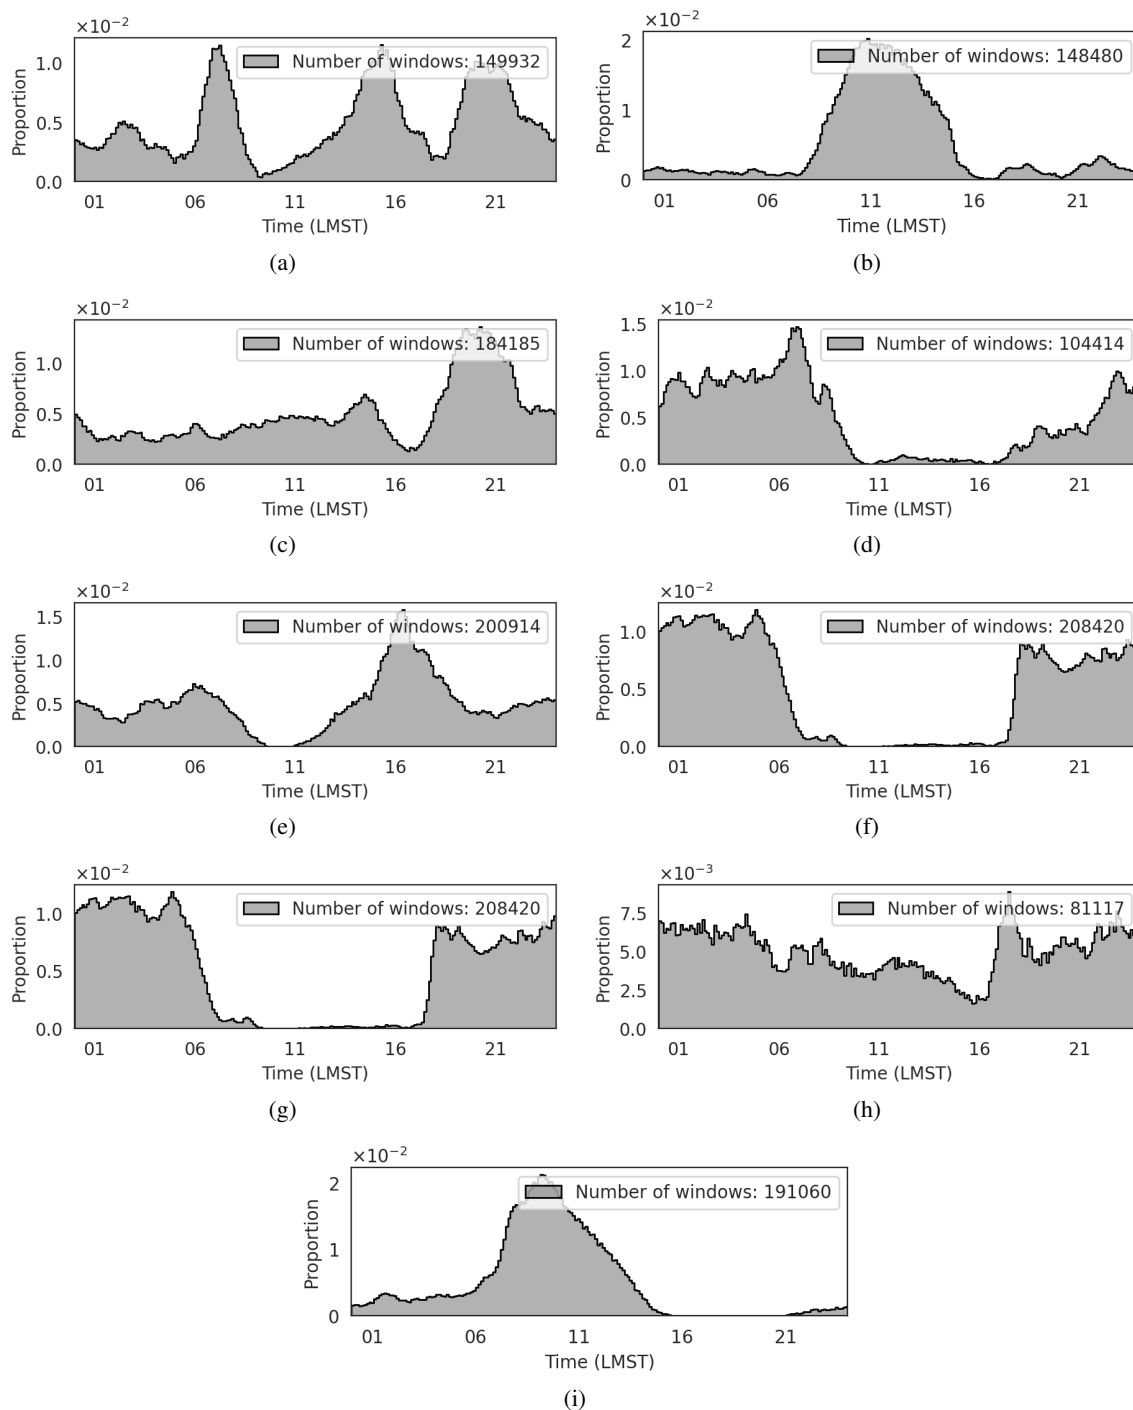 ×10⁻²
Proportion
1.0
0.5
0.0
Number of windows: 149932
01 06 11 16 21
Time (LMST)
(a)
×10⁻²
Proportion
2
1
0
Number of windows: 148480
01 06 11 16 21
Time (LMST)
(b)
×10⁻²
Proportion
1.0
0.5
0.0
Number of windows: 184185
01 06 11 16 21
Time (LMST)
(c)
×10⁻²
Proportion
1.5
1.0
0.5
0.0
Number of windows: 104414
01 06 11 16 21
Time (LMST)
(d)
×10⁻²
Proportion
1.5
1.0
0.5
0.0
Number of windows: 200914
01 06 11 16 21
Time (LMST)
(e)
×10⁻²
Proportion
1.0
0.5
0.0
Number of windows: 208420
01 06 11 16 21
Time (LMST)
(f)
×10⁻²
Proportion
1.0
0.5
0.0
Number of windows: 208420
01 06 11 16 21
Time (LMST)
(g)
×10⁻³
Proportion
7.5
5.0
2.5
0.0
Number of windows: 81117
01 06 11 16 21
Time (LMST)
(h)
×10⁻²
Proportion
2
1
0
Number of windows: 191060
01 06 11 16 21
Time (LMST)
(i)